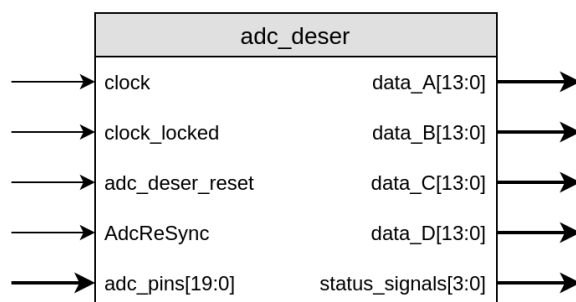 adc_deser
clock data_A[13:0]
clock_locked data_B[13:0]
adc_deser_reset data_C[13:0]
AdcReSync data_D[13:0]
adc_pins[19:0] status_signals[3:0]